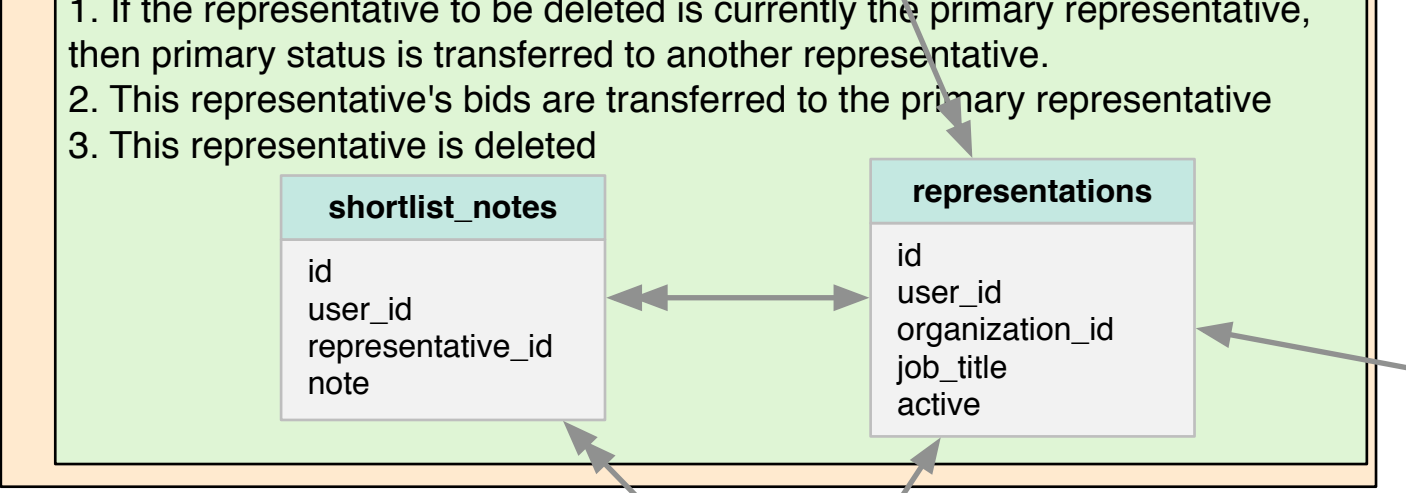 1. If the representative to be deleted is currently the primary representative,
then primary status is transferred to another representative.
2. This representative's bids are transferred to the primary representative
3. This representative is deleted
shortlist_notes
id
user_id
representative_id
note
representations
id
user_id
organization_id
job_title
active